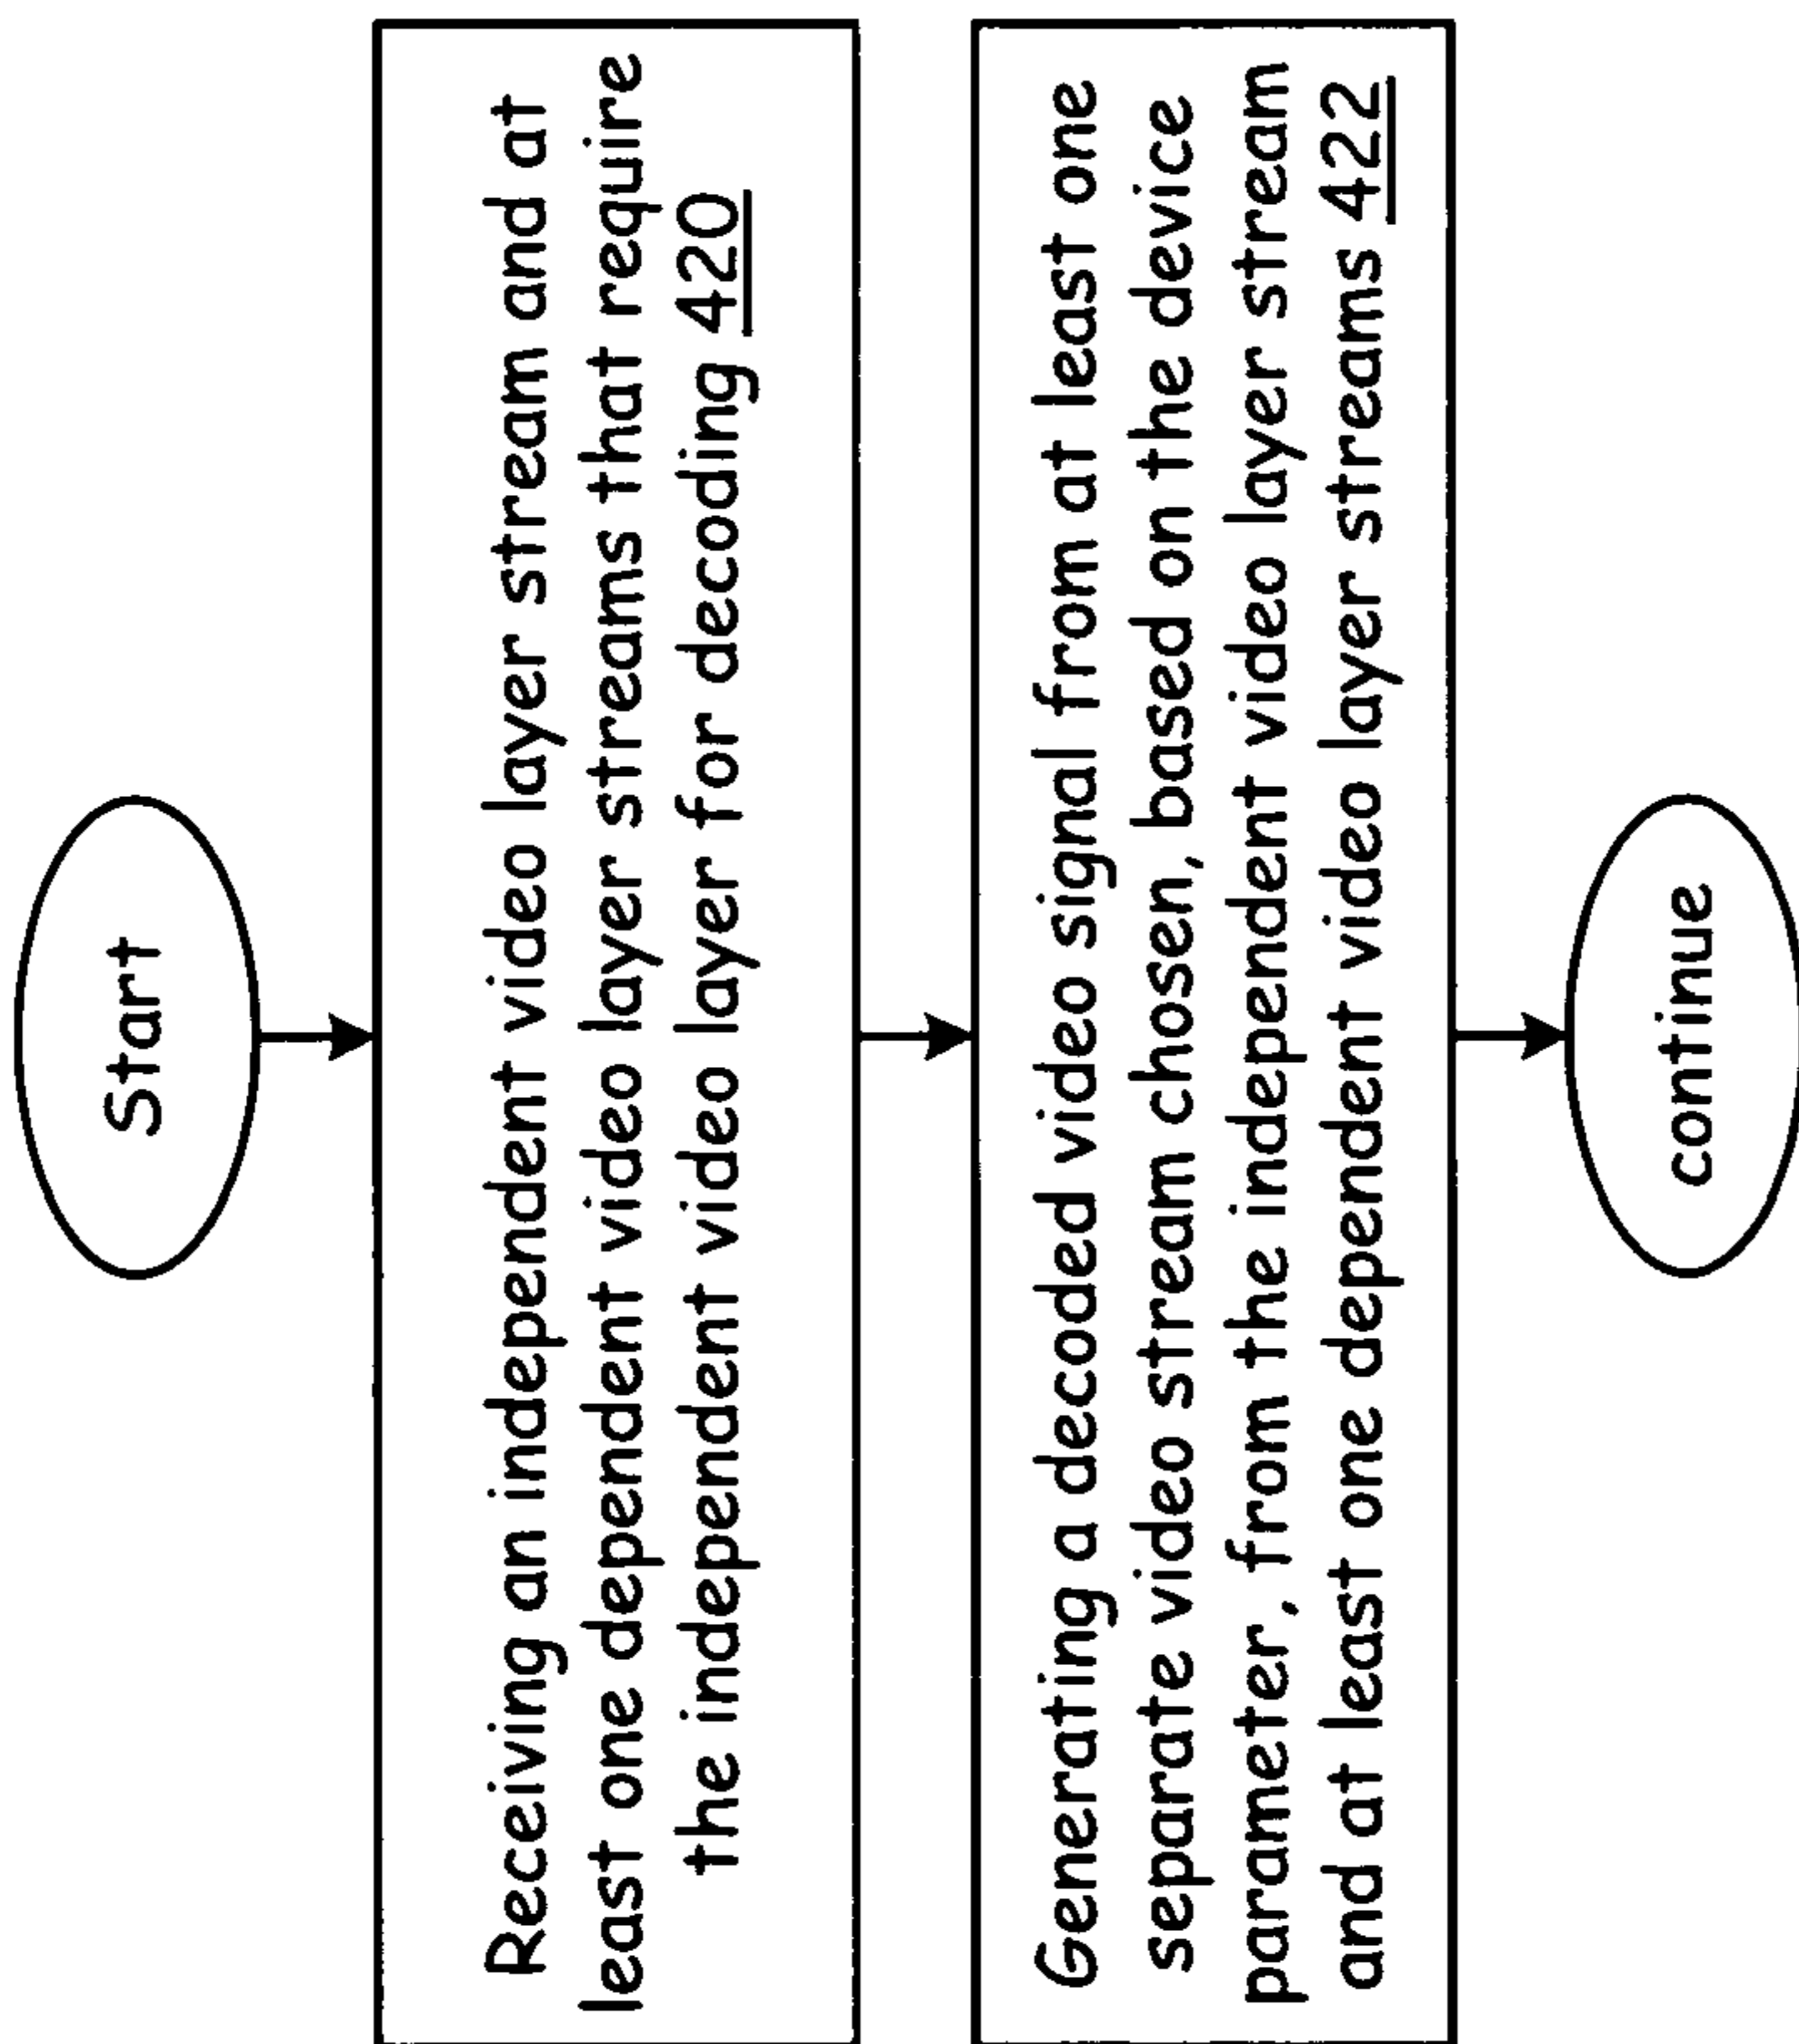 Start
Receiving an independent video layer stream and at
least one dependent video layer streams that require
the independent video layer for decoding 420
Generating a decoded video signal from at least one
separate video stream chosen, based on the device
parameter, from the independent video layer stream
and at least one dependent video layer streams 422
continue